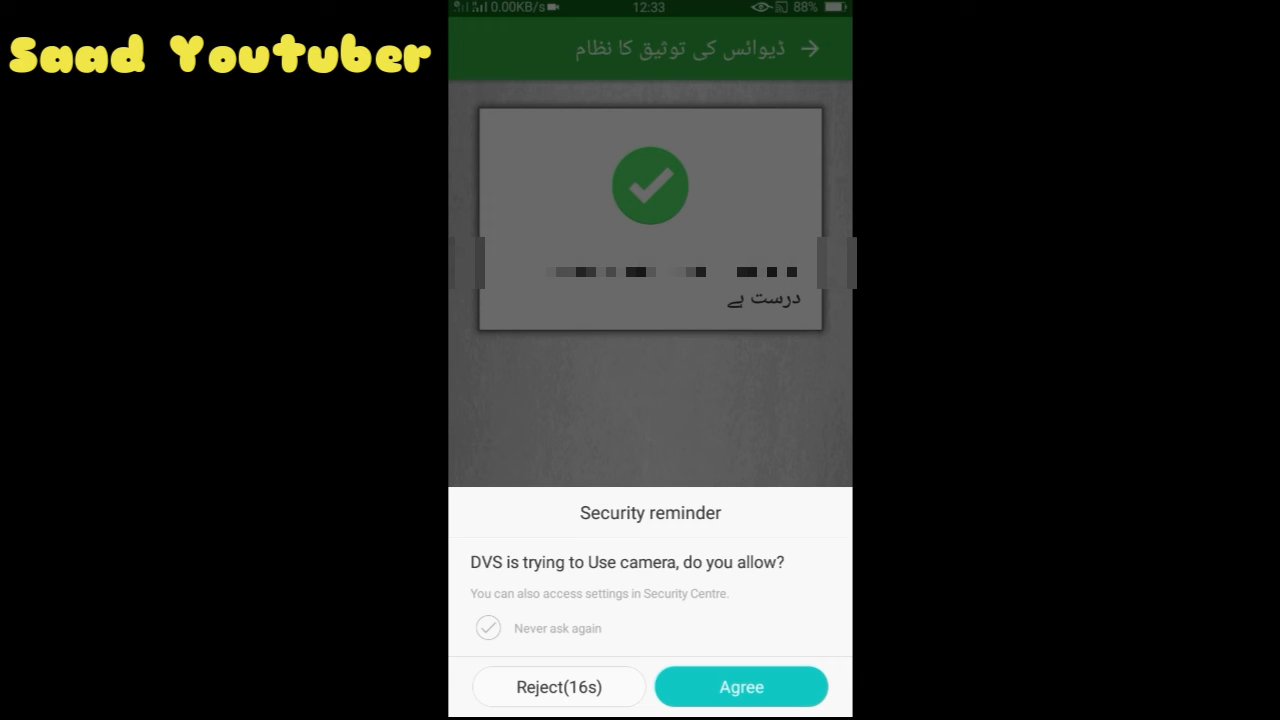 Saad Youtuber
0.00KB/s 12:33 88%
ڈیوائس کی توثیق کا نظام
درست ہے
Security reminder
DVS is trying to Use camera, do you allow?
You can also access settings in Security Centre.
Never ask again
Reject(16s) Agree